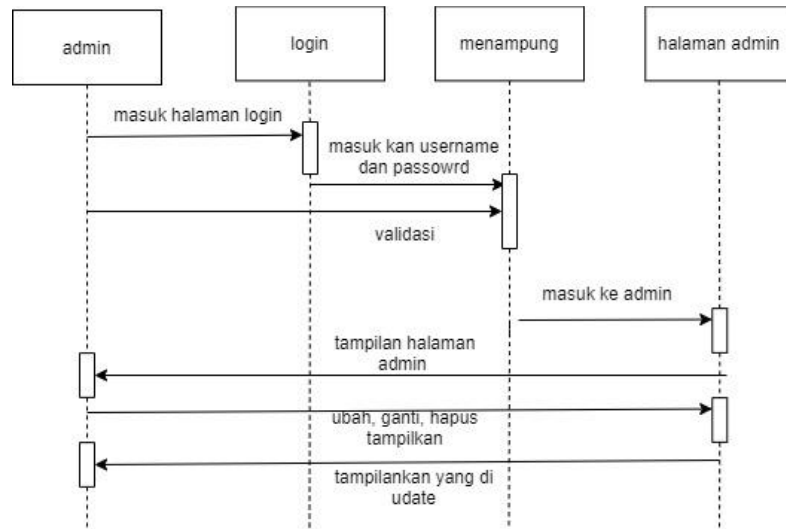 admin
login
menampung
halaman admin
masuk halaman login
masuk kan username
dan passowrd
validasi
masuk ke admin
tampilan halaman
admin
ubah, ganti, hapus
tampilkan
tampilankan yang di
udate